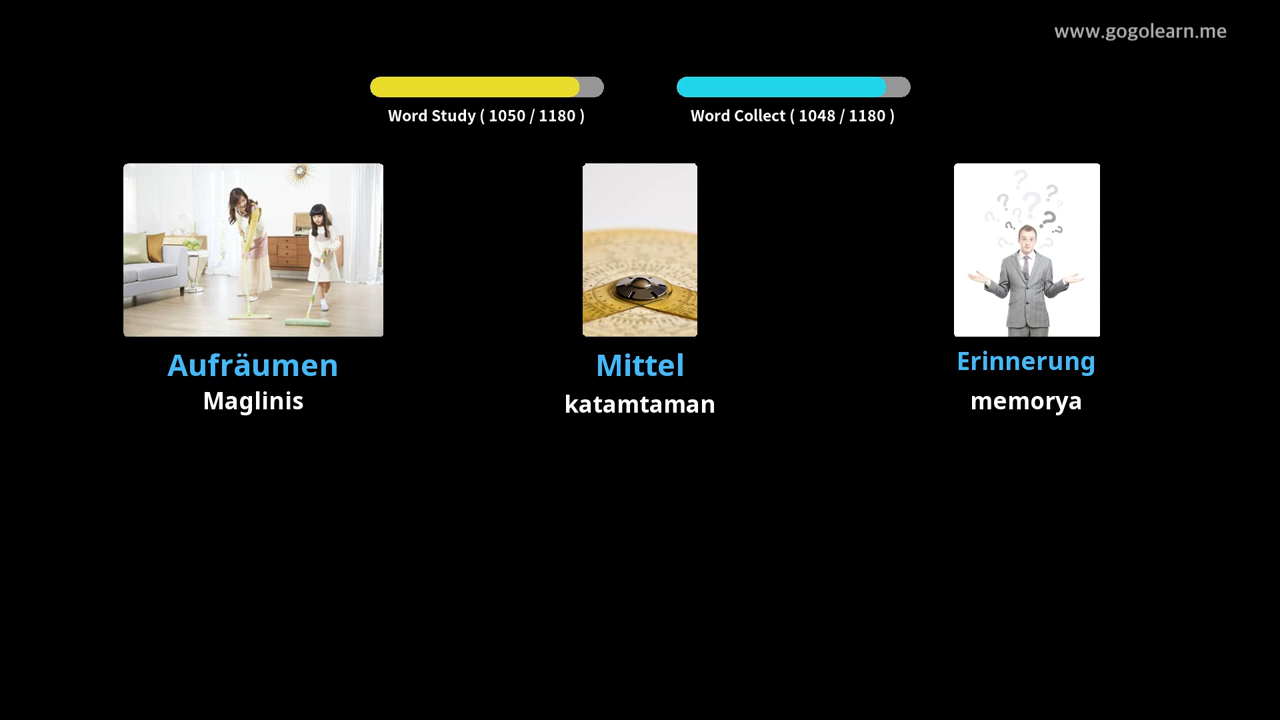 www.gogolearn.me
Word Study ( 1050 / 1180 )
Word Collect ( 1048 / 1180 )
Aufräumen
Maglinis
Mittel
katamtaman
Erinnerung
memorya